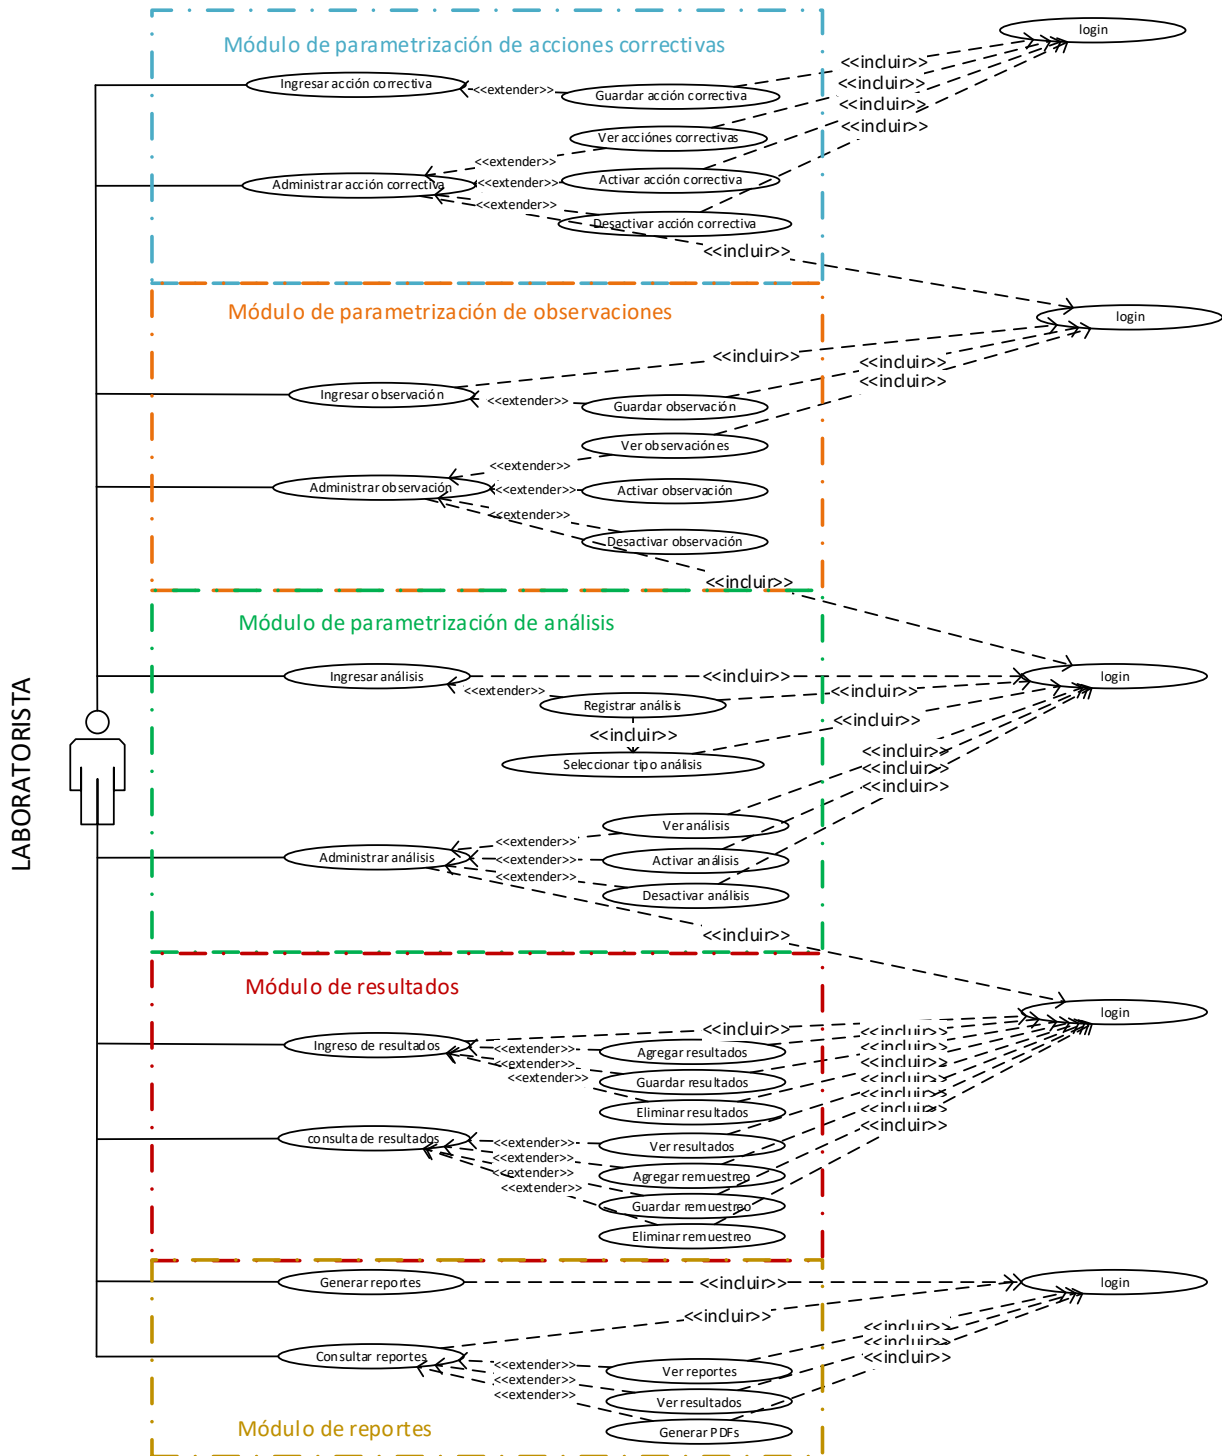 Módulo de parametrización de acciones correctivas
login
<<incluir>>
Ingresar acción correctiva
<<extender>>
Guardar acción correctiva
<<incluir>>
<<incluir>>
<<incluir>>
Ver acciónes correctivas
<<extender>>
Administrar acción correctiva
<<extender>>
Activar acción correctiva
<<extender>>
Desactivar acción correctiva
<<incluir>>
Módulo de parametrización de observaciones
login
<<incluir>>
<<incluir>>
<<incluir>>
Ingresar observación
<<extender>>
Guardar observación
Ver observaciónes
<<extender>>
Administrar observación
<<extender>>
Activar observación
<<extender>>
Desactivar observación
<<incluir>>
Módulo de parametrización de análisis
Ingresar análisis
<<incluir>>
login
<<extender>>
<<incluir>>
Registrar análisis
<<incluir>>
<<incluir>>
Seleccionar tipo análisis
<<incluir>>
<<incluir>>
<<incluir>>
Ver análisis
<<extender>>
Administrar análisis
<<extender>>
Activar análisis
<<extender>>
Desactivar análisis
<<incluir>>
LABORATORISTA
Módulo de resultados
login
<<incluir>>
<<incluir>>
Ingreso de resultados
<<extender>>
Agregar resultados
<<incluir>>
<<extender>>
<<incluir>>
<<extender>>
Guardar resultados
<<incluir>>
<<incluir>>
Eliminar resultados
<<incluir>>
<<incluir>>
consulta de resultados
<<extender>>
Ver resultados
<<extender>>
<<extender>>
Agregar remuestreo
<<extender>>
Guardar remuestreo
Eliminar remuestreo
Generar reportes
<<incluir>>
login
<<incluir>>
<<incluir>>
<<incluir>>
<<incluir>>
Consultar reportes
<<extender>>
Ver reportes
<<extender>>
<<extender>>
Ver resultados
Módulo de reportes
Generar PDFs